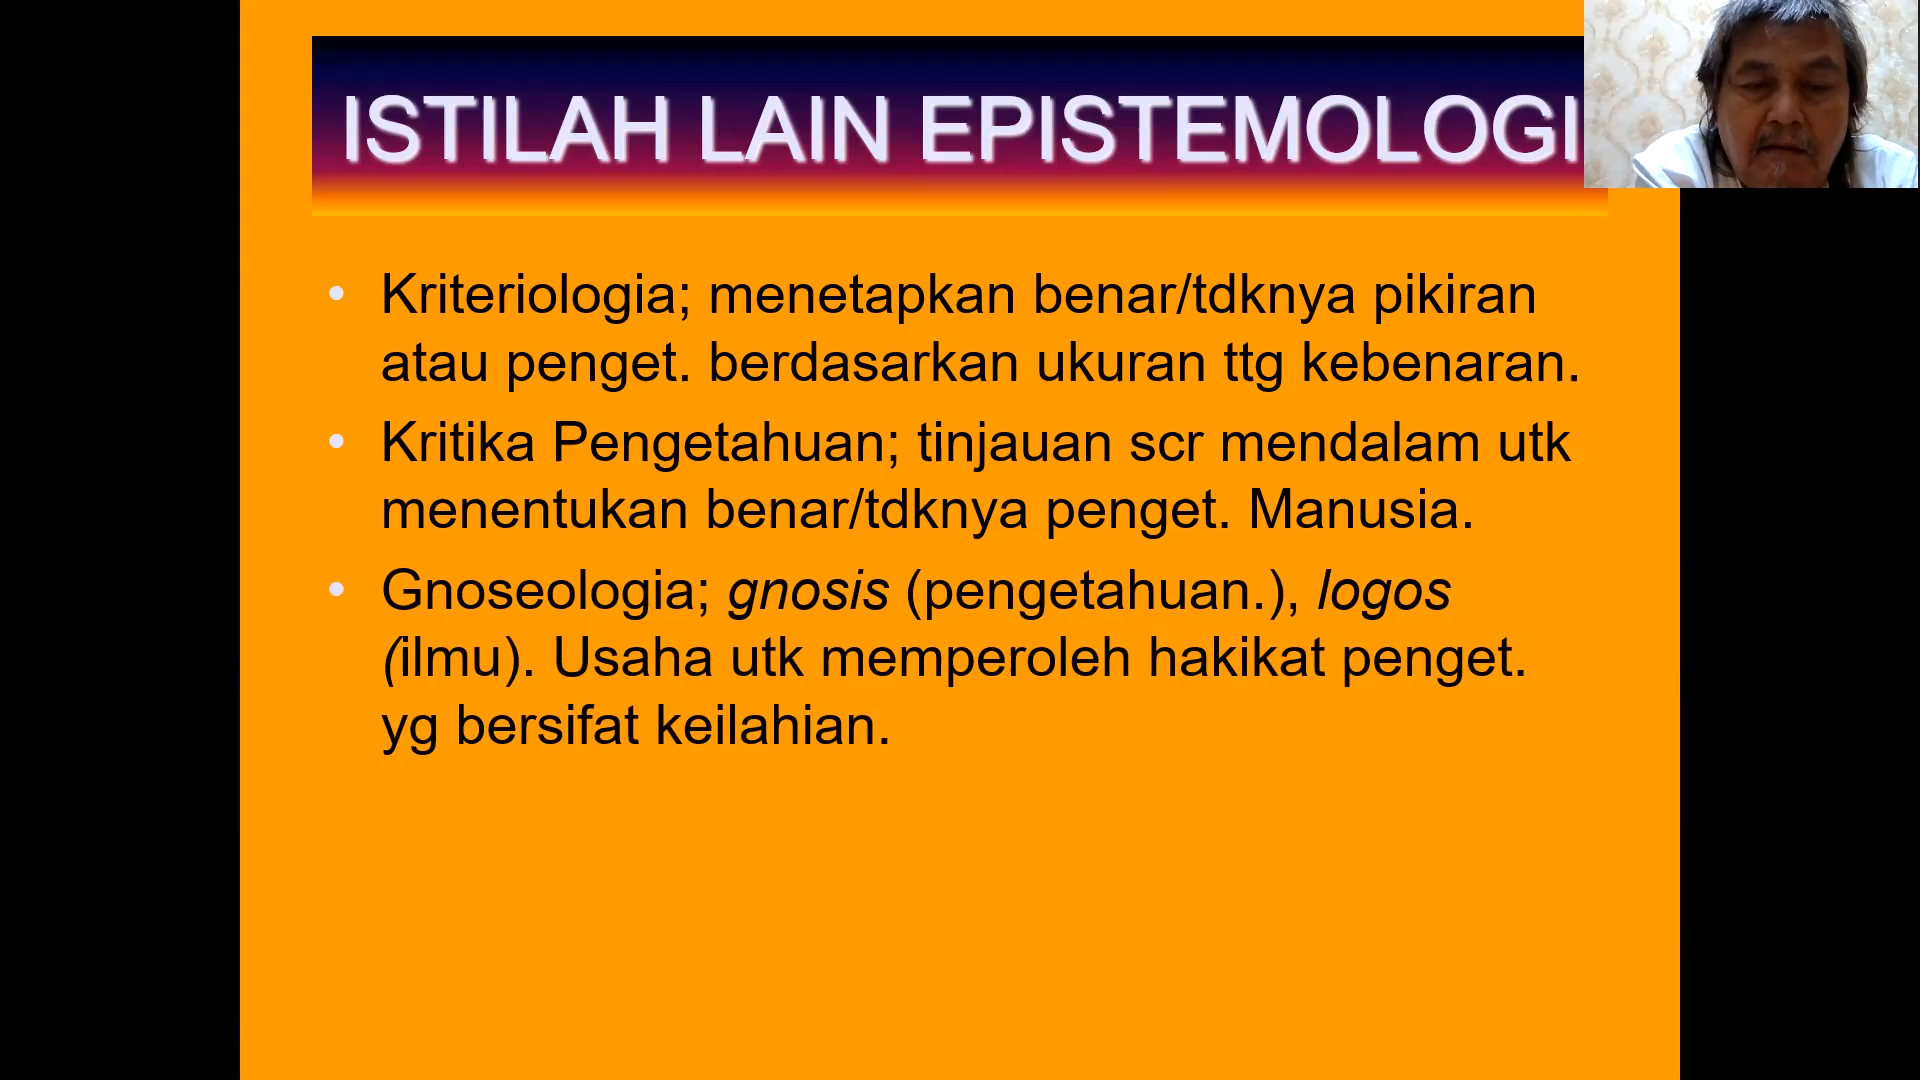 ISTILAH LAIN EPISTEMOLOGI
• Kriteriologia; menetapkan benar/tdknya pikiran
atau penget. berdasarkan ukuran ttg kebenaran.
• Kritika Pengetahuan; tinjauan scr mendalam utk
menentukan benar/tdknya penget. Manusia.
• Gnoseologia; gnosis (pengetahuan.), logos
(ilmu). Usaha utk memperoleh hakikat penget.
yg bersifat keilahian.